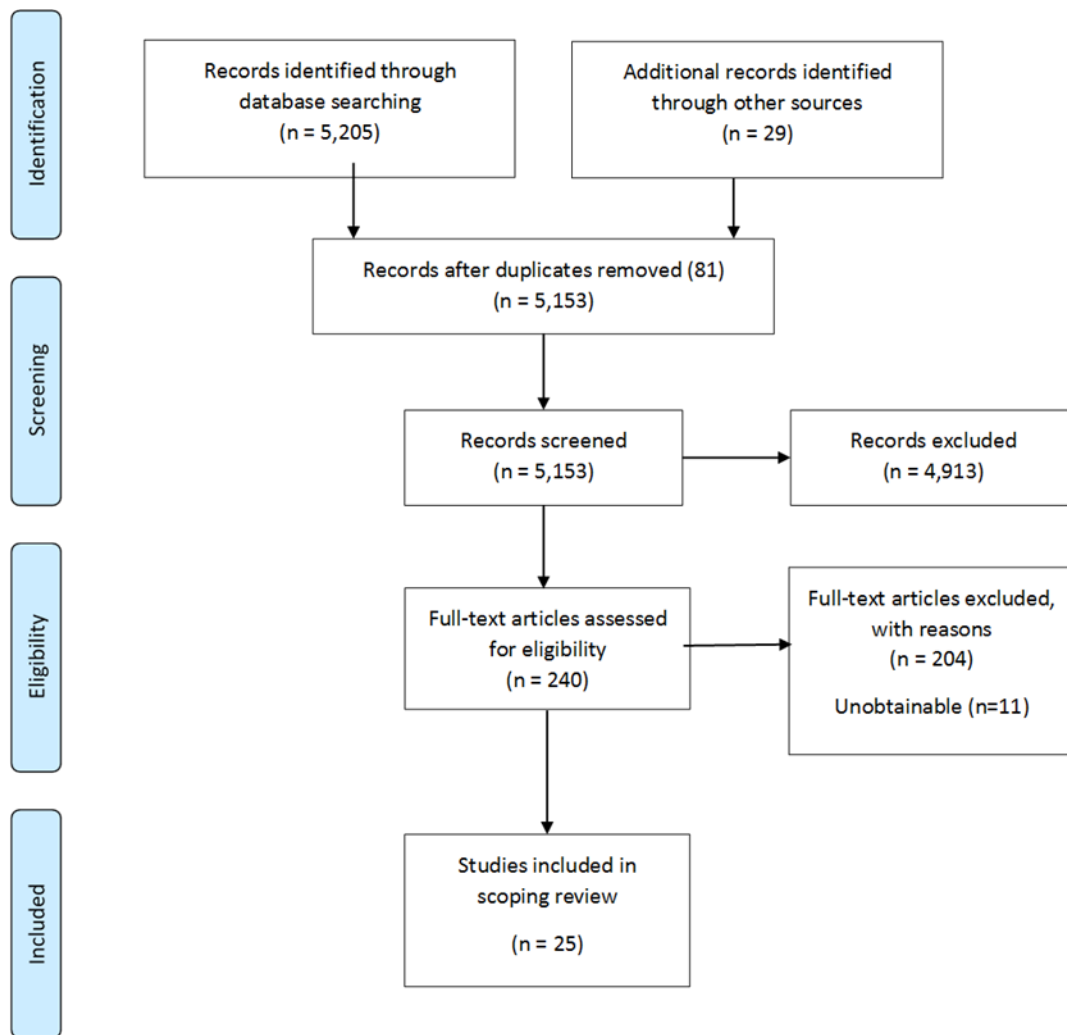 Identification
Records identified through
database searching
(n = 5,205)
Additional records identified
through other sources
(n = 29)
Records after duplicates removed (81)
(n = 5,153)
Screening
Records screened
(n = 5,153)
Records excluded
(n = 4,913)
Eligibility
Full-text articles assessed
for eligibility
(n = 240)
Full-text articles excluded,
with reasons
(n = 204)
Unobtainable (n=11)
Included
Studies included in
scoping review
(n = 25)